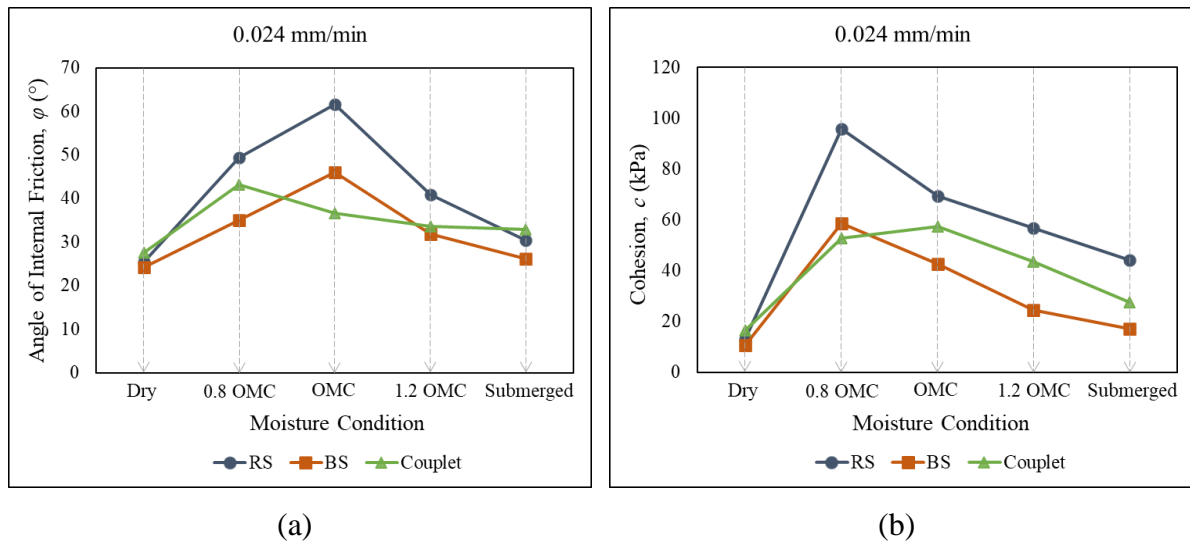 0.024 mm/min
Angle of Internal Friction, φ (°)
70
60
50
40
30
20
10
0
Dry 0.8 OMC OMC 1.2 OMC Submerged
Moisture Condition
RS BS Couplet
(a)
0.024 mm/min
Cohesion, c (kPa)
120
100
80
60
40
20
0
Dry 0.8 OMC OMC 1.2 OMC Submerged
Moisture Condition
RS BS Couplet
(b)